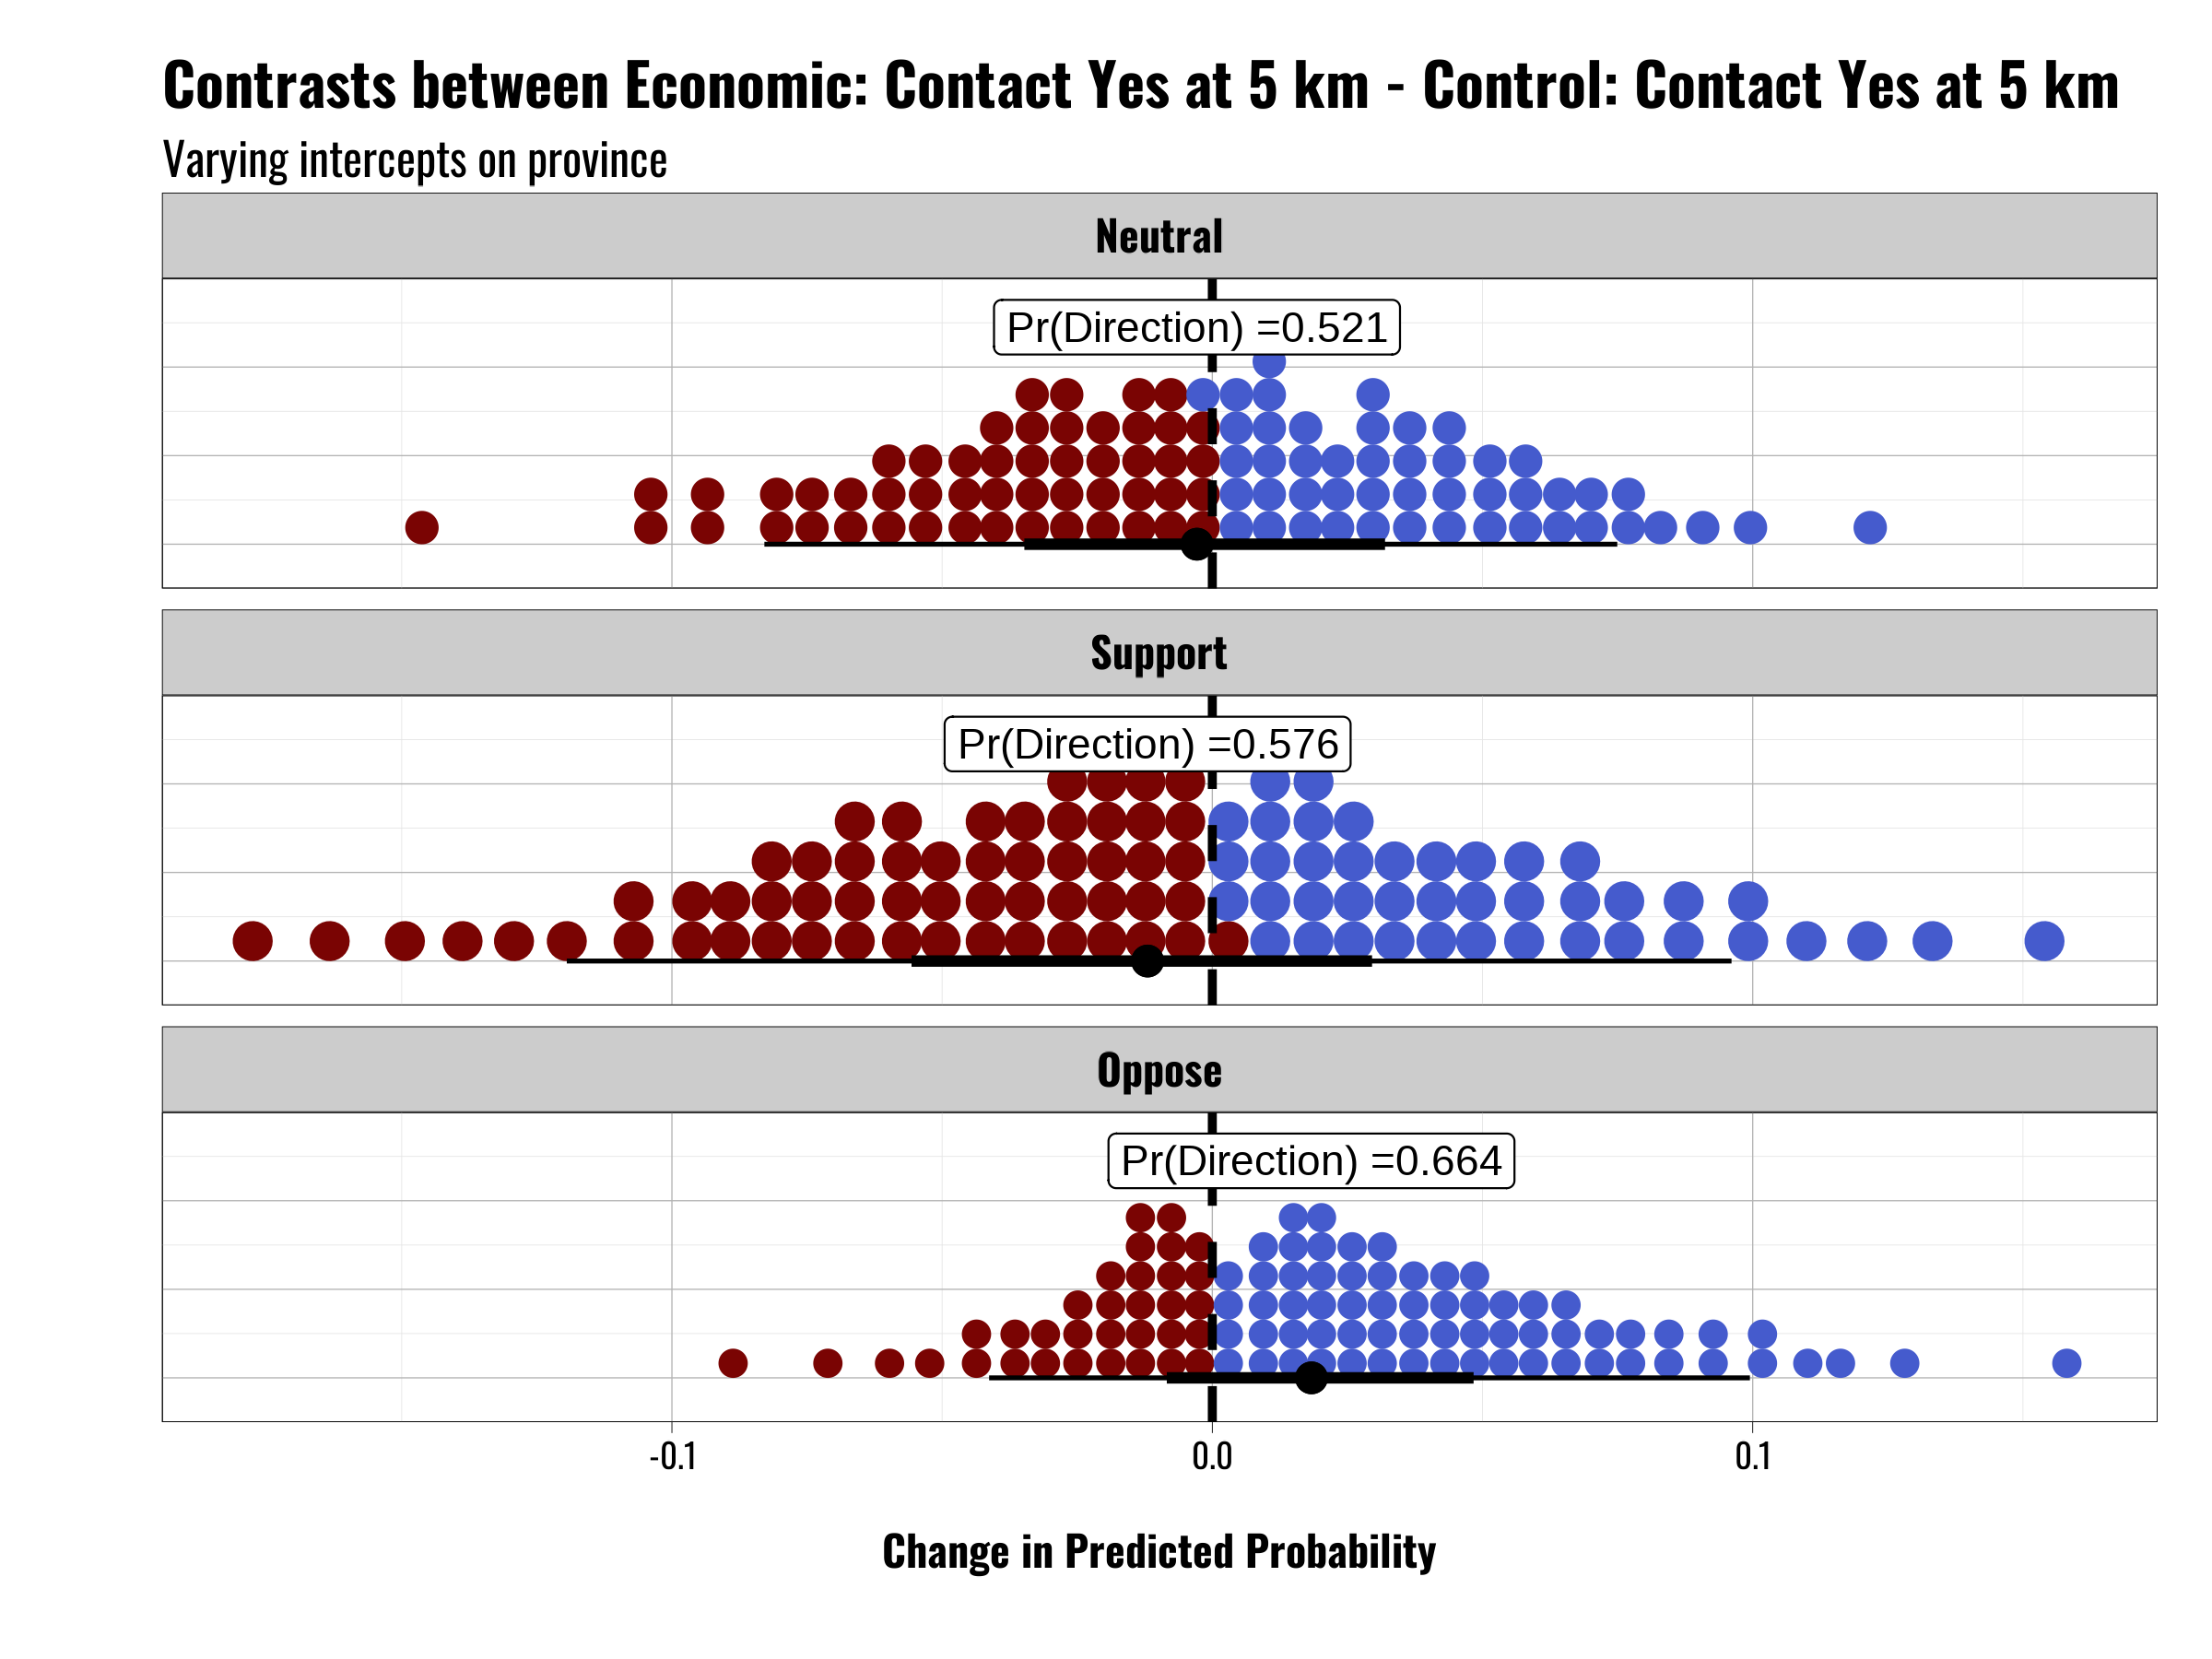 Contrasts between Economic: Contact Yes at 5 km - Control: Contact Yes at 5 km
Varying intercepts on province
Neutral
Pr(Direction) =0.521
Support
Pr(Direction) =0.576
Oppose
Pr(Direction) =0.664
-0.1 0.0 0.1
Change in Predicted Probability